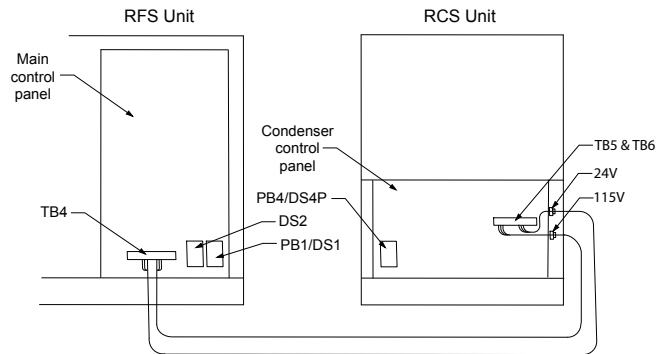 RFS Unit
RCS Unit
Main
control
panel
Condenser
control
panel
TB5 & TB6
24V
115V
PB4/DS4P
TB4
DS2
PB1/DS1